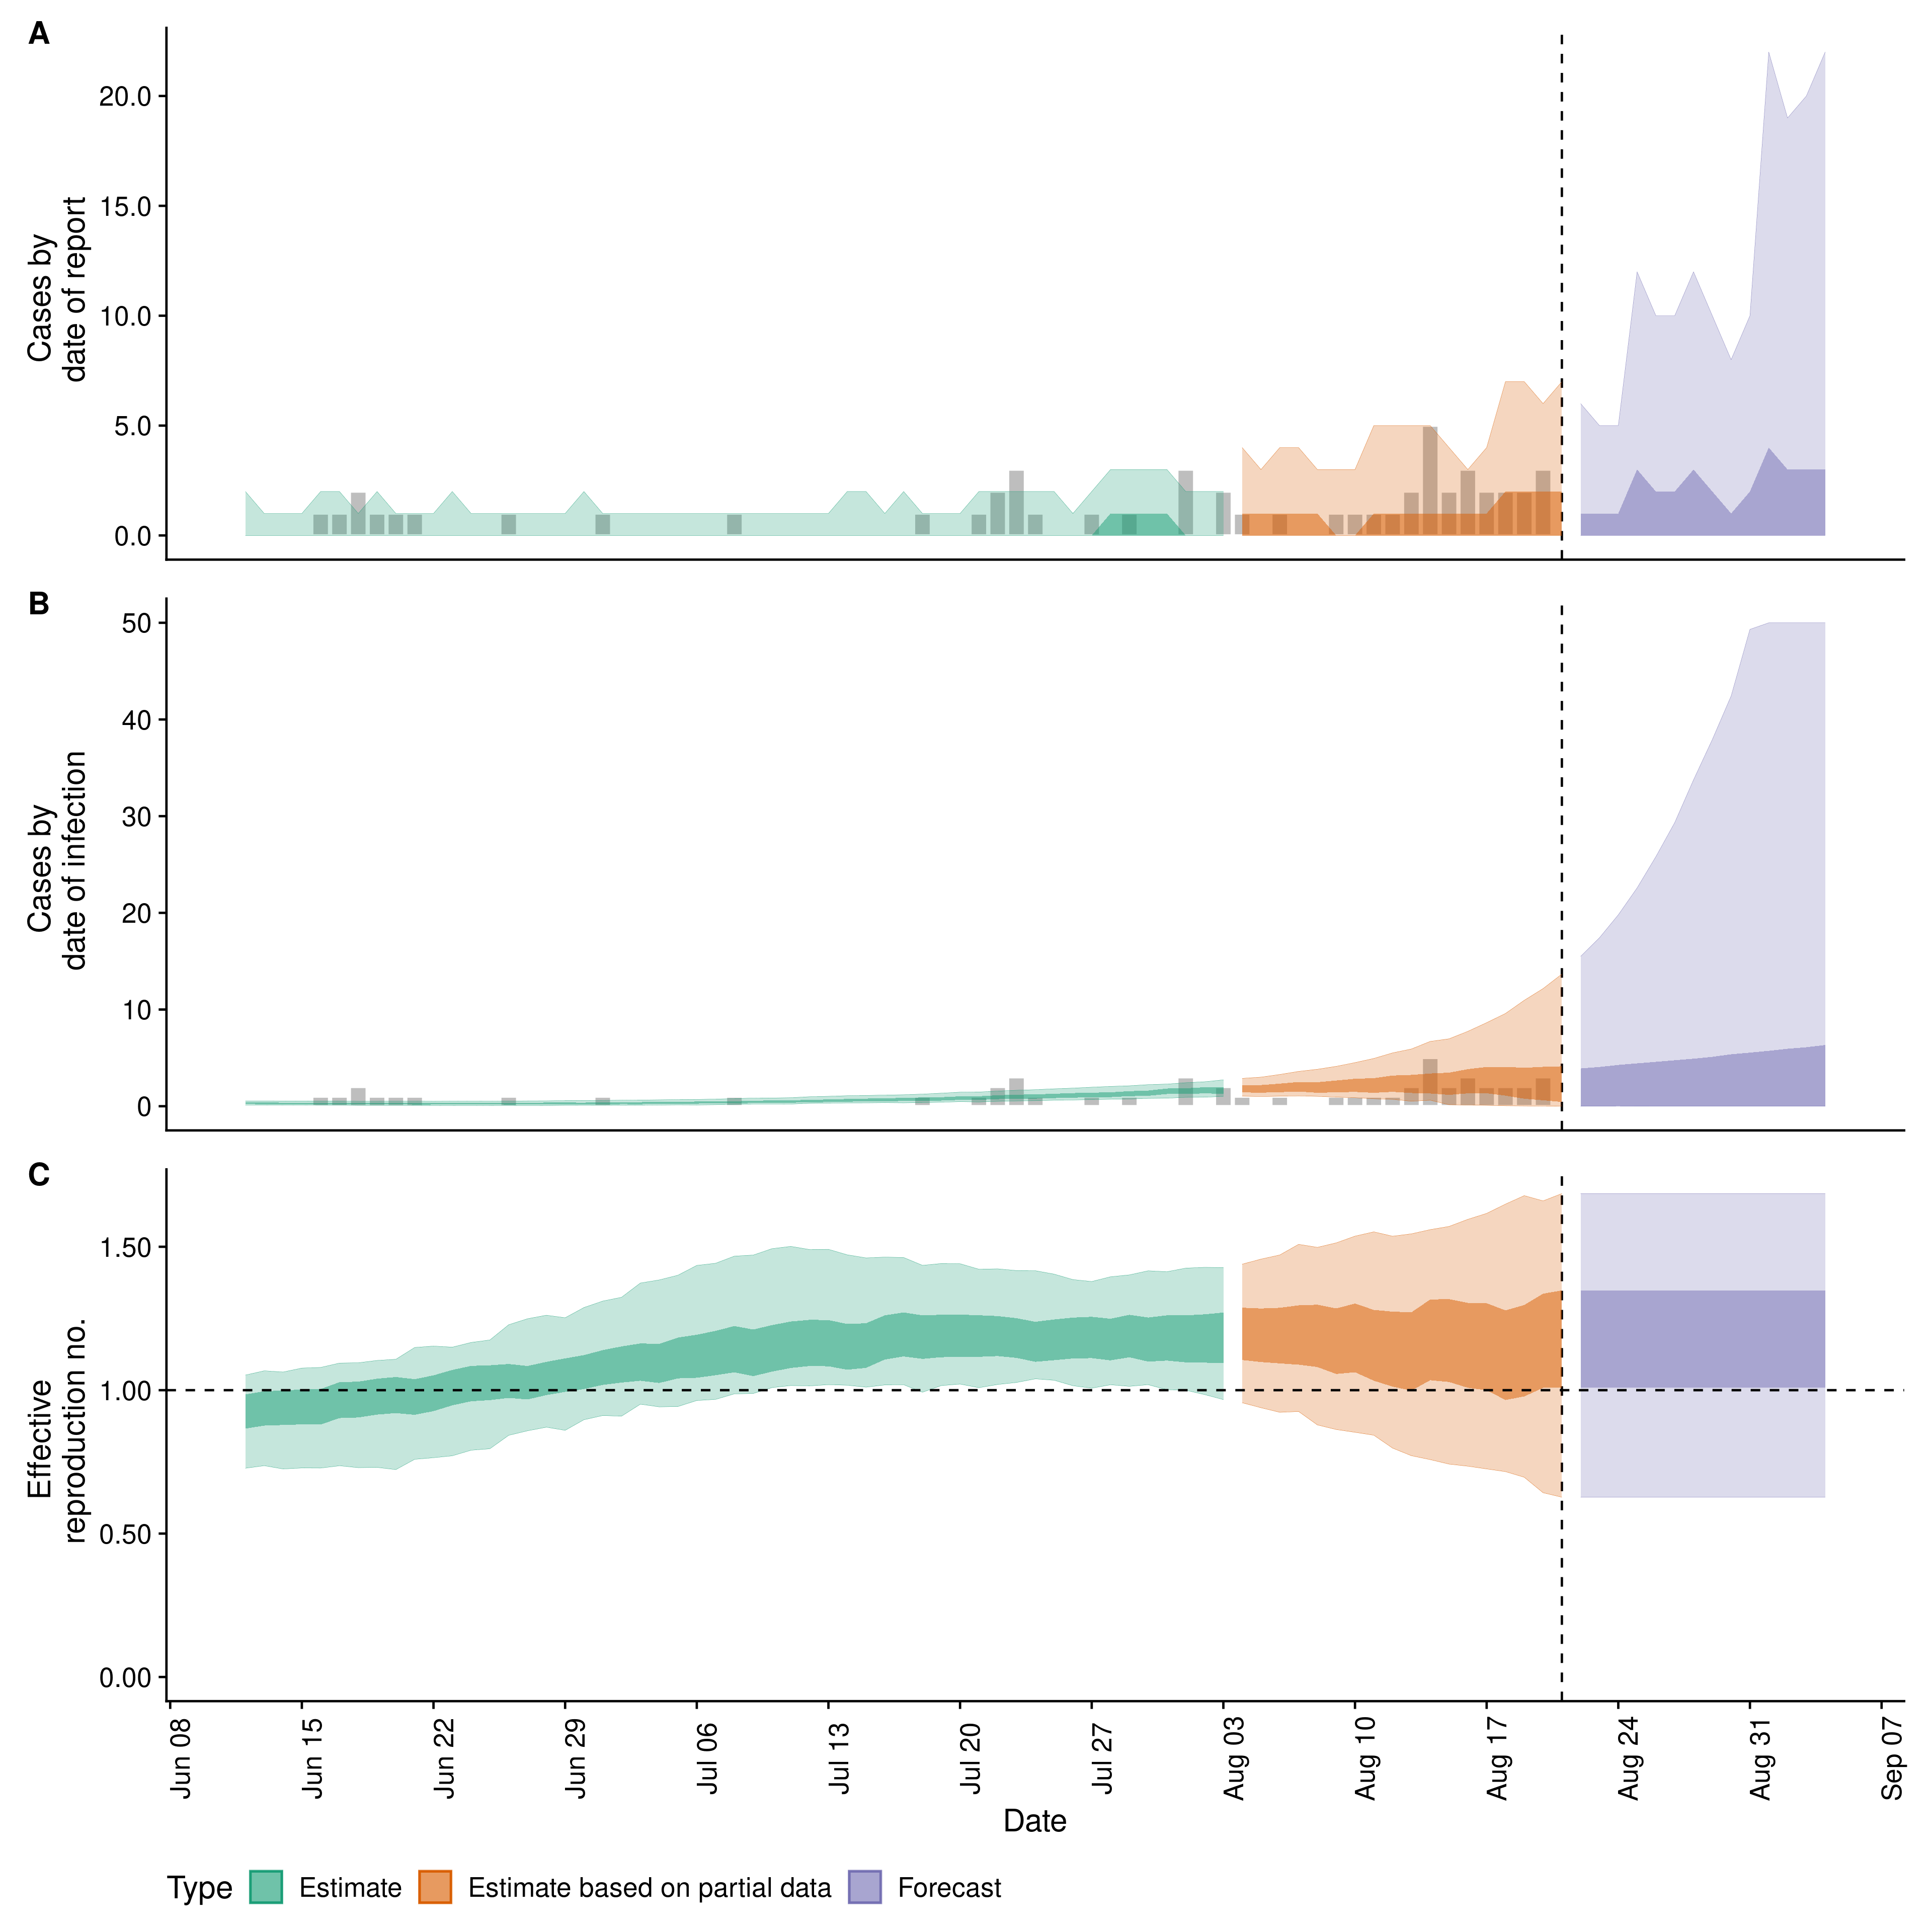 A
Cases by
date of report
20.0
15.0
10.0
5.0
0.0
B
Cases by
date of infection
50
40
30
20
10
0
C
Effective
reproduction no.
1.50
1.00
0.50
0.00
Jun 08
Jun 15
Jun 22
Jun 29
Jul 06
Jul 13
Jul 20
Jul 27
Aug 03
Aug 10
Aug 17
Aug 24
Aug 31
Sep 07
Date
Type Estimate Estimate based on partial data Forecast